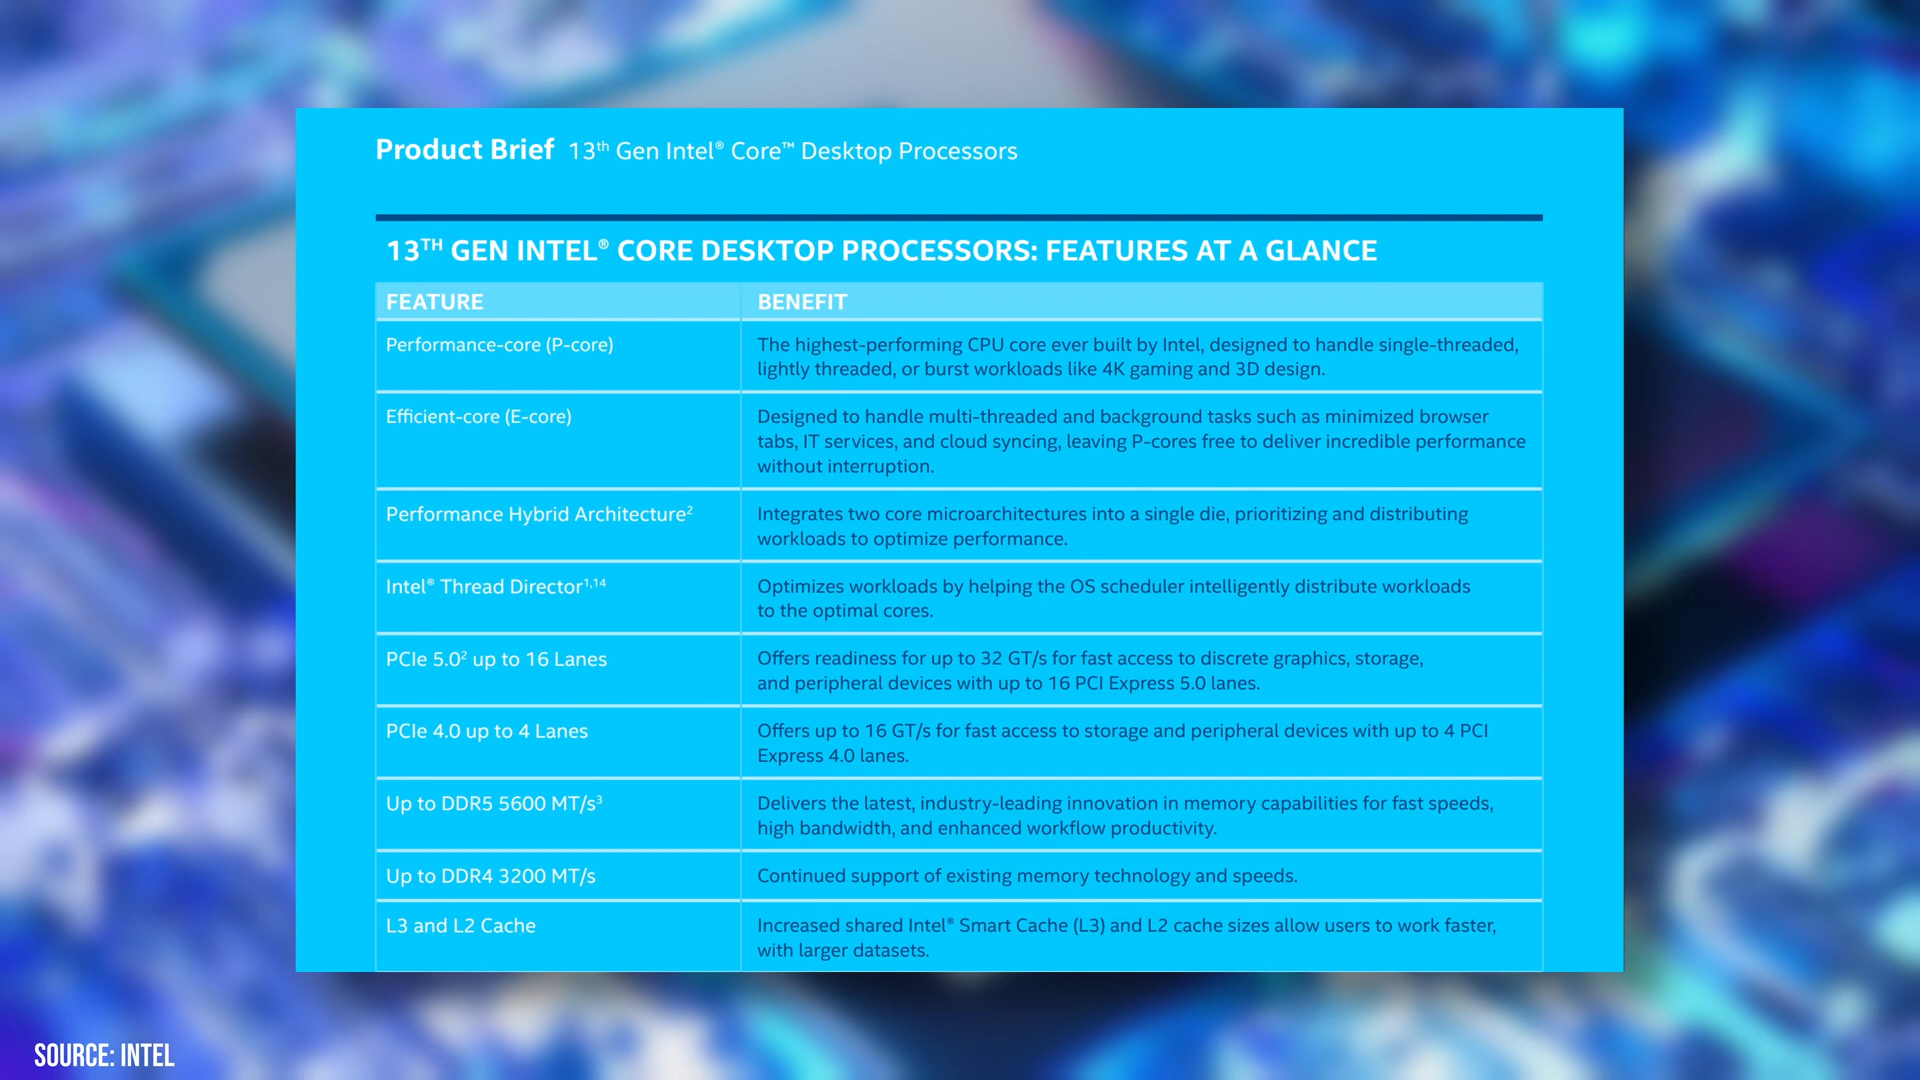 Product Brief 13th Gen Intel® Core™ Desktop Processors
13TH GEN INTEL® CORE DESKTOP PROCESSORS: FEATURES AT A GLANCE
FEATURE
BENEFIT
Performance-core (P-core)
The highest-performing CPU core ever built by Intel, designed to handle single-threaded,
lightly threaded, or burst workloads like 4K gaming and 3D design.
Efficient-core (E-core)
Designed to handle multi-threaded and background tasks such as minimized browser
tabs, IT services, and cloud syncing, leaving P-cores free to deliver incredible performance
without interruption.
Performance Hybrid Architecture2
Integrates two core microarchitectures into a single die, prioritizing and distributing
workloads to optimize performance.
Intel® Thread Director1,14
Optimizes workloads by helping the OS scheduler intelligently distribute workloads
to the optimal cores.
PCIe 5.02 up to 16 Lanes
Offers readiness for up to 32 GT/s for fast access to discrete graphics, storage,
and peripheral devices with up to 16 PCI Express 5.0 lanes.
PCIe 4.0 up to 4 Lanes
Offers up to 16 GT/s for fast access to storage and peripheral devices with up to 4 PCI
Express 4.0 lanes.
Up to DDR5 5600 MT/s3
Delivers the latest, industry-leading innovation in memory capabilities for fast speeds,
high bandwidth, and enhanced workflow productivity.
Up to DDR4 3200 MT/s
Continued support of existing memory technology and speeds.
L3 and L2 Cache
Increased shared Intel® Smart Cache (L3) and L2 cache sizes allow users to work faster,
with larger datasets.
SOURCE: INTEL